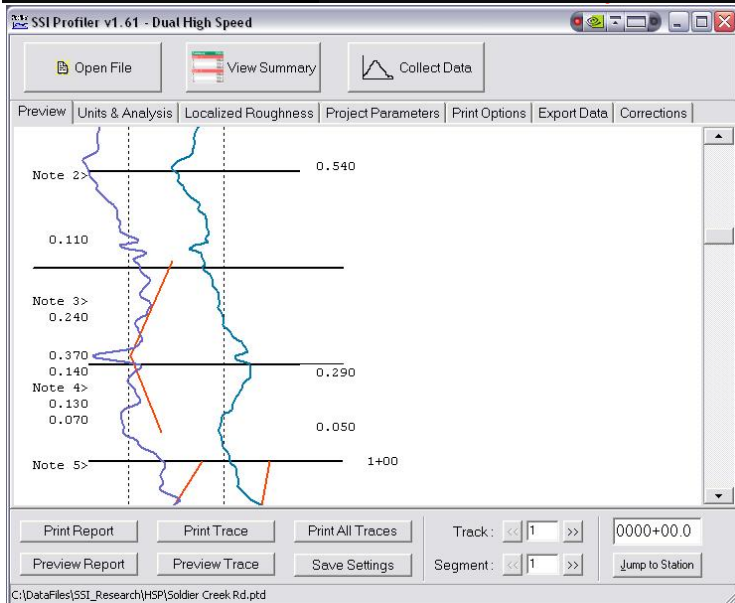 SSI Profiler v1.61 - Dual High Speed
Open File View Summary Collect Data
Preview Units & Analysis Localized Roughness Project Parameters Print Options Export Data Corrections
0.540
Note 2>
0.110
Note 3>
0.240
0.370
0.140 0.290
Note 4>
0.130
0.070
0.050
Note 5> 1+00
Print Report Print Trace Print All Traces Track: << 1 >> 0000+00.0
Preview Report Preview Trace Save Settings Segment: << 1 >> Jump to Station
C:\DataFiles\SSI_Research\HSP\Soldier Creek Rd.ptd